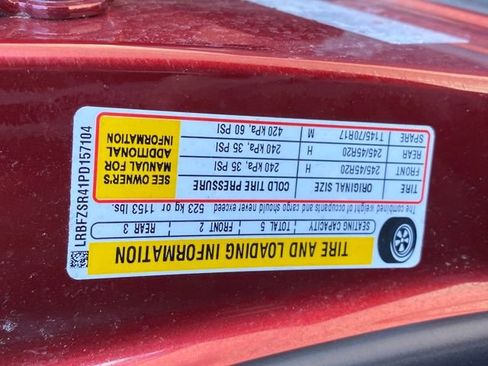 TIRE AND LOADING INFORMATION
SEATING CAPACITY TOTAL 5 FRONT 2 REAR 3
The combined weight of occupants and cargo should never exceed 523 kg or 1153 lbs.
TIRE ORIGINAL SIZE COLD TIRE PRESSURE
FRONT 245/45R20 H 240 kPa, 35 PSI
REAR 245/45R20 H 240 kPa, 35 PSI
SPARE T145/70R17 M 420 kPa, 60 PSI
SEE OWNER'S
MANUAL FOR
ADDITIONAL
INFORMATION
LRBFZSR41PD157104